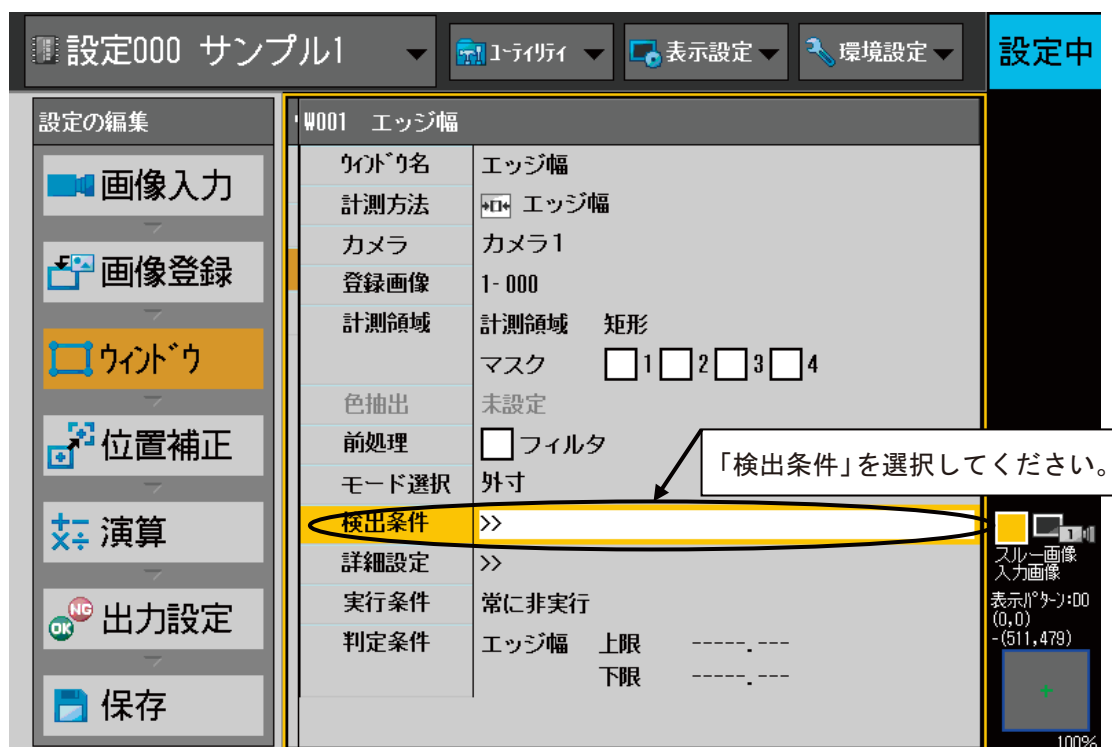 設定000 サンプル1
ユーティリティ
表示設定
環境設定
設定中
設定の編集
画像入力
画像登録
ウィンドウ
位置補正
演算
出力設定
保存
W001 エッジ幅
ウィンドウ名 エッジ幅
計測方法 エッジ幅
カメラ カメラ1
登録画像 1-000
計測領域 計測領域 矩形
マスク 1 2 3 4
色抽出 未設定
前処理 フィルタ
モード選択 外寸
「検出条件」を選択してください。
検出条件 >>
詳細設定 >>
実行条件 常に非実行
判定条件 エッジ幅 上限 -----.---
下限 -----.---
NG
OK
1
スルー画像
入力画像
表示パターン:00
(0,0)
-(511,479)
100%